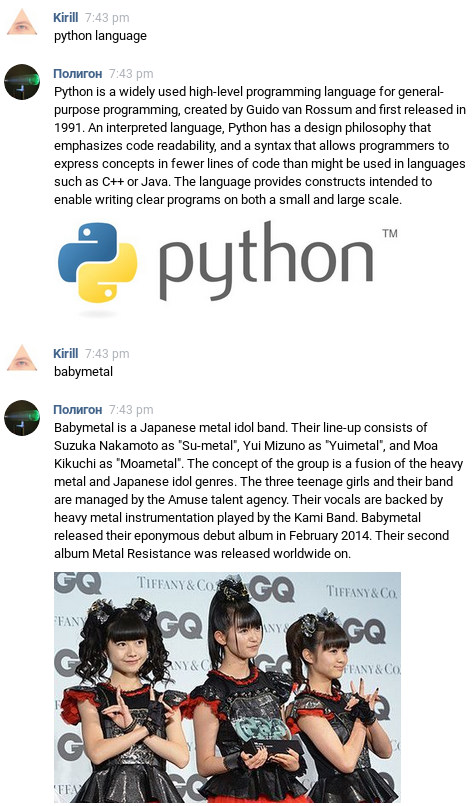 Kirill 7:43 pm
python language
Полигон 7:43 pm
Python is a widely used high-level programming language for general-
purpose programming, created by Guido van Rossum and first released in
1991. An interpreted language, Python has a design philosophy that
emphasizes code readability, and a syntax that allows programmers to
express concepts in fewer lines of code than might be used in languages
such as C++ or Java. The language provides constructs intended to
enable writing clear programs on both a small and large scale.
python TM
Kirill 7:43 pm
babymetal
Полигон 7:43 pm
Babymetal is a Japanese metal idol band. Their line-up consists of
Suzuka Nakamoto as "Su-metal", Yui Mizuno as "Yuimetal", and Moa
Kikuchi as "Moametal". The concept of the group is a fusion of the heavy
metal and Japanese idol genres. The three teenage girls and their band
are managed by the Amuse talent agency. Their vocals are backed by
heavy metal instrumentation played by the Kami Band. Babymetal
released their eponymous debut album in February 2014. Their second
album Metal Resistance was released worldwide on.
GQ TIFFANY & CO. GQ TIFFANY & CO.
GQ GQ